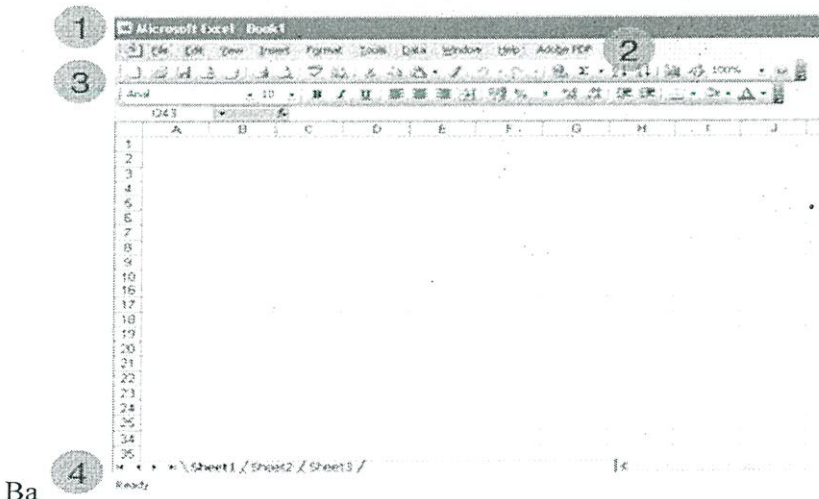 1 Microsoft Excel - Book1
File Edit View Insert Format Tools Data Window Help Adobe PDF 2
3 100%
Arial 10 B I U
I243
A B C D E F G H I J
1
2
3
4
5
6
7
8
9
10
16
17
18
19
20
21
22
23
24
25
34
35
4 Sheet1 Sheet2 Sheet3
Ready
Ba